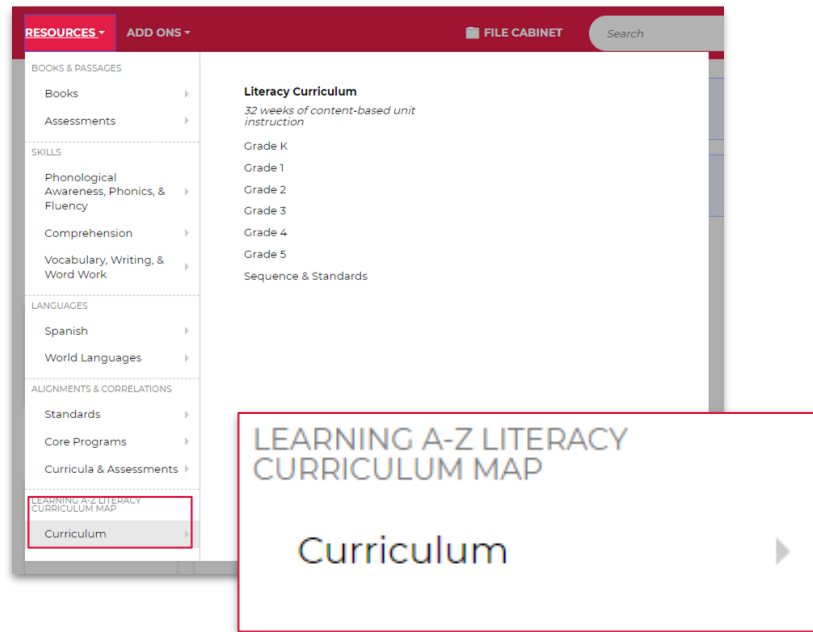 RESOURCES ADD ONS FILE CABINET Search
BOOKS & PASSAGES
Books
Assessments
SKILLS
Phonological
Awareness, Phonics, &
Fluency
Comprehension
Vocabulary, Writing, &
Word Work
LANGUAGES
Spanish
World Languages
ALIGNMENTS & CORRELATIONS
Standards
Core Programs
Curricula & Assessments
LEARNING A-Z LITERACY
CURRICULUM MAP
Curriculum
Literacy Curriculum
32 weeks of content-based unit
instruction
Grade K
Grade 1
Grade 2
Grade 3
Grade 4
Grade 5
Sequence & Standards
LEARNING A-Z LITERACY
CURRICULUM MAP
Curriculum